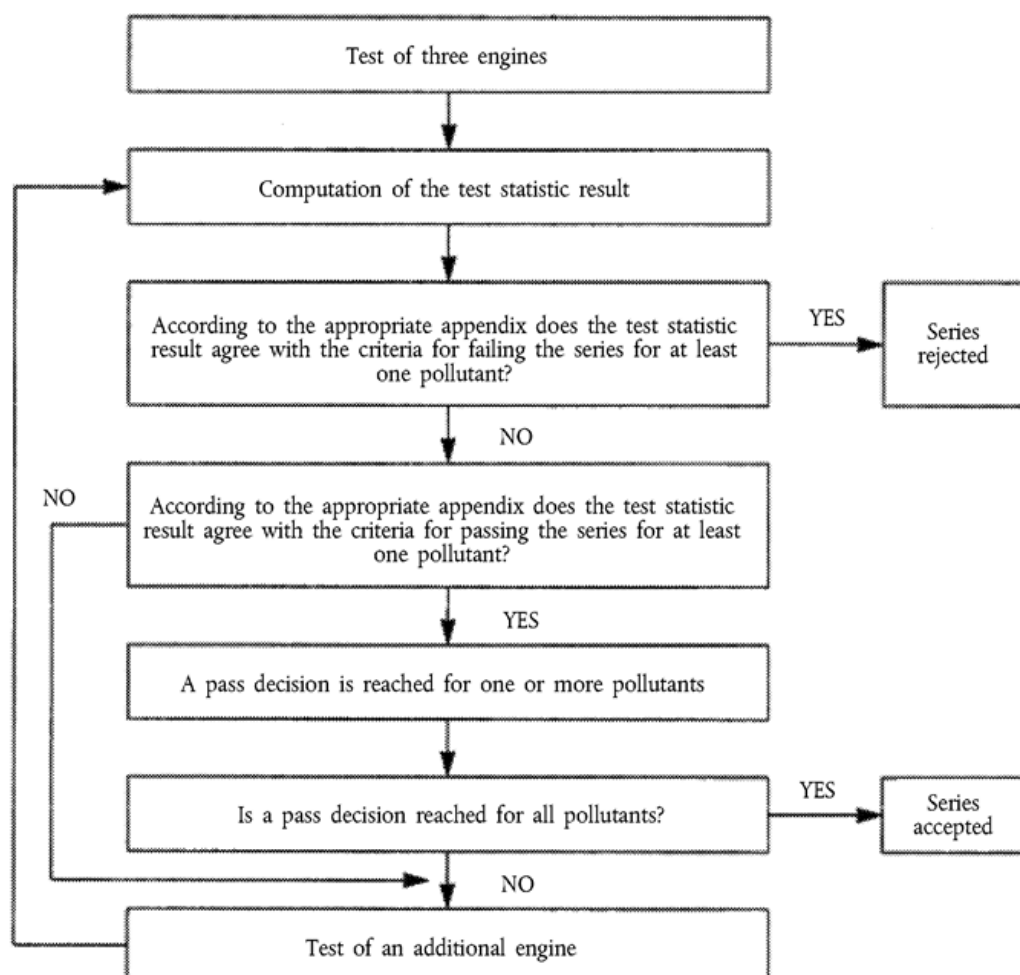 Test of three engines
Computation of the test statistic result
According to the appropriate appendix does the test statistic
result agree with the criteria for failing the series for at least
one pollutant?
YES
Series
rejected
NO
NO
According to the appropriate appendix does the test statistic
result agree with the criteria for passing the series for at least
one pollutant?
YES
A pass decision is reached for one or more pollutants
Is a pass decision reached for all pollutants?
YES
Series
accepted
NO
Test of an additional engine